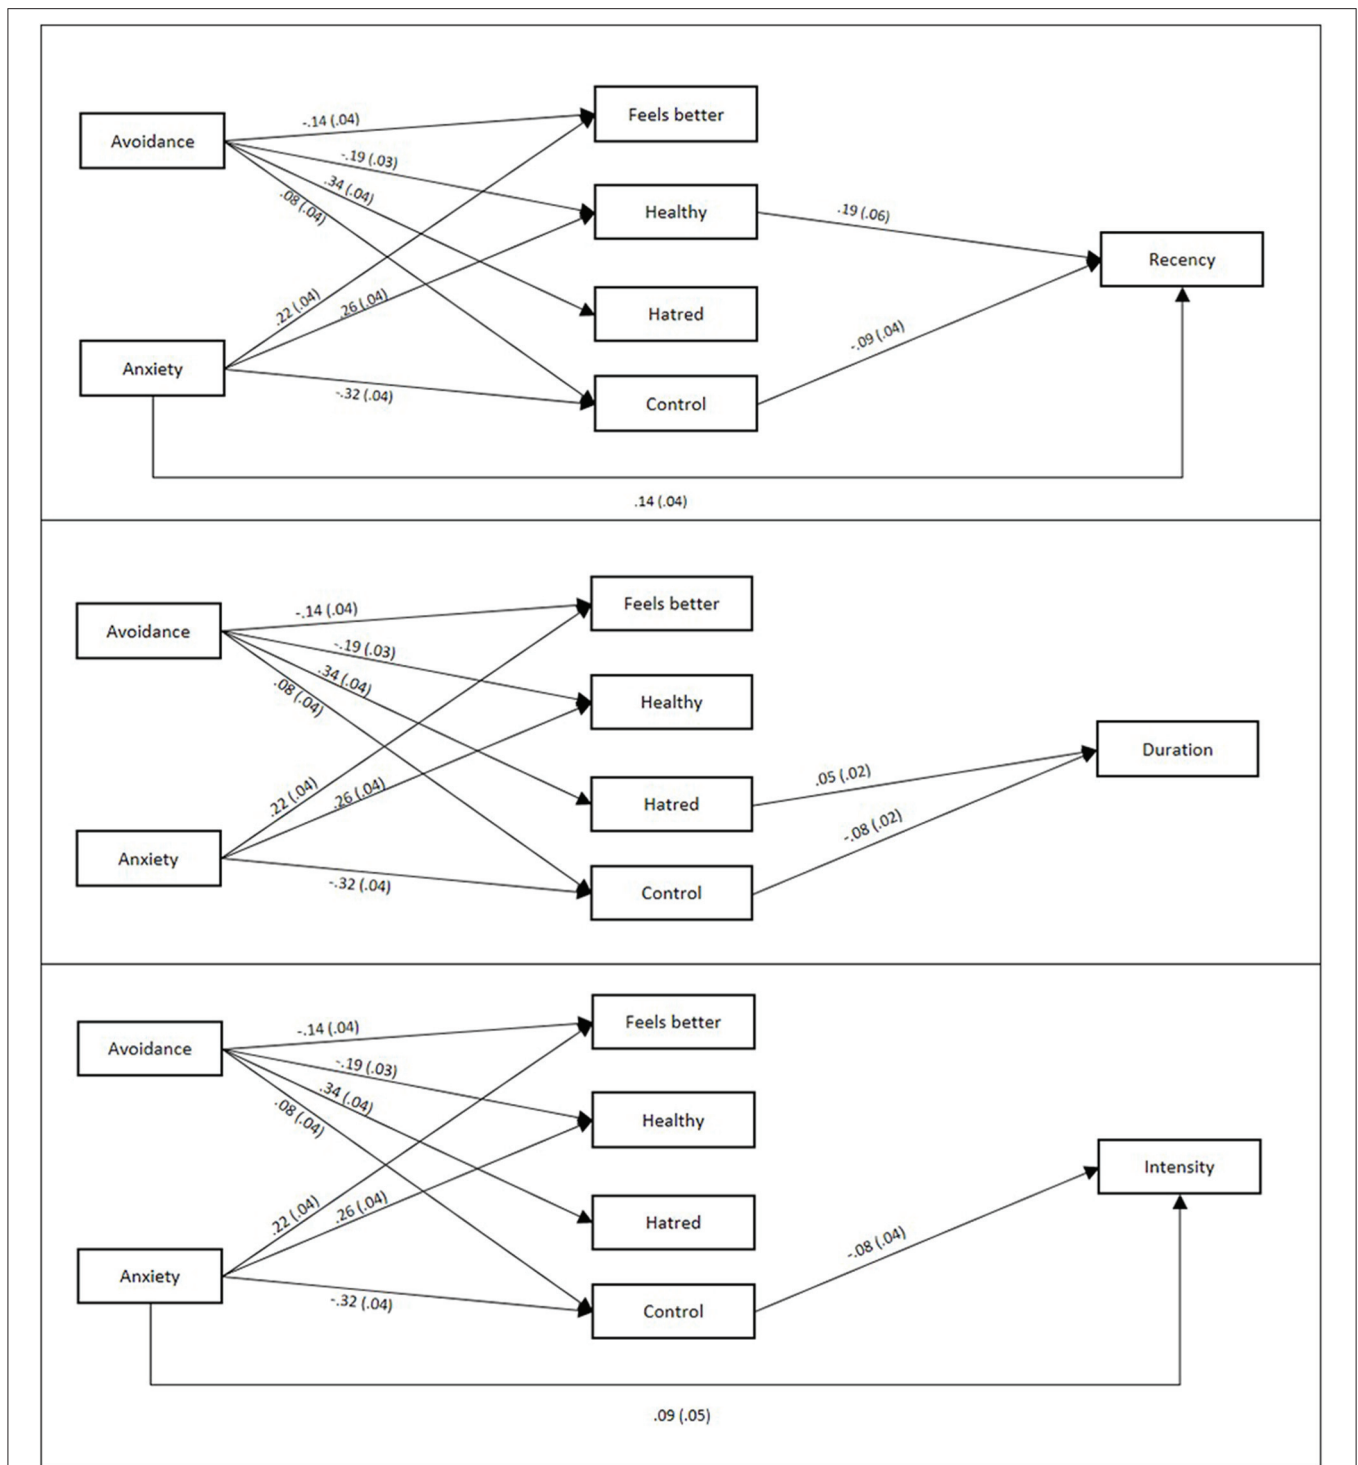 Feels better
-.14 (.04)
Avoidance
-.19 (.03)
.34 (.04)
.08 (.04)
Healthy
.19 (.06)
Recency
.22 (.04)
.26 (.04)
Hatred
-.09 (.04)
Anxiety
-.32 (.04)
Control
.14 (.04)
Feels better
-.14 (.04)
Avoidance
-.19 (.03)
.34 (.04)
.08 (.04)
Healthy
Duration
.05 (.02)
.22 (.04)
.26 (.04)
Hatred
-.08 (.02)
Anxiety
-.32 (.04)
Control
Feels better
-.14 (.04)
Avoidance
-.19 (.03)
.34 (.04)
.08 (.04)
Healthy
Intensity
.22 (.04)
.26 (.04)
Hatred
-.08 (.04)
Anxiety
-.32 (.04)
Control
.09 (.05)